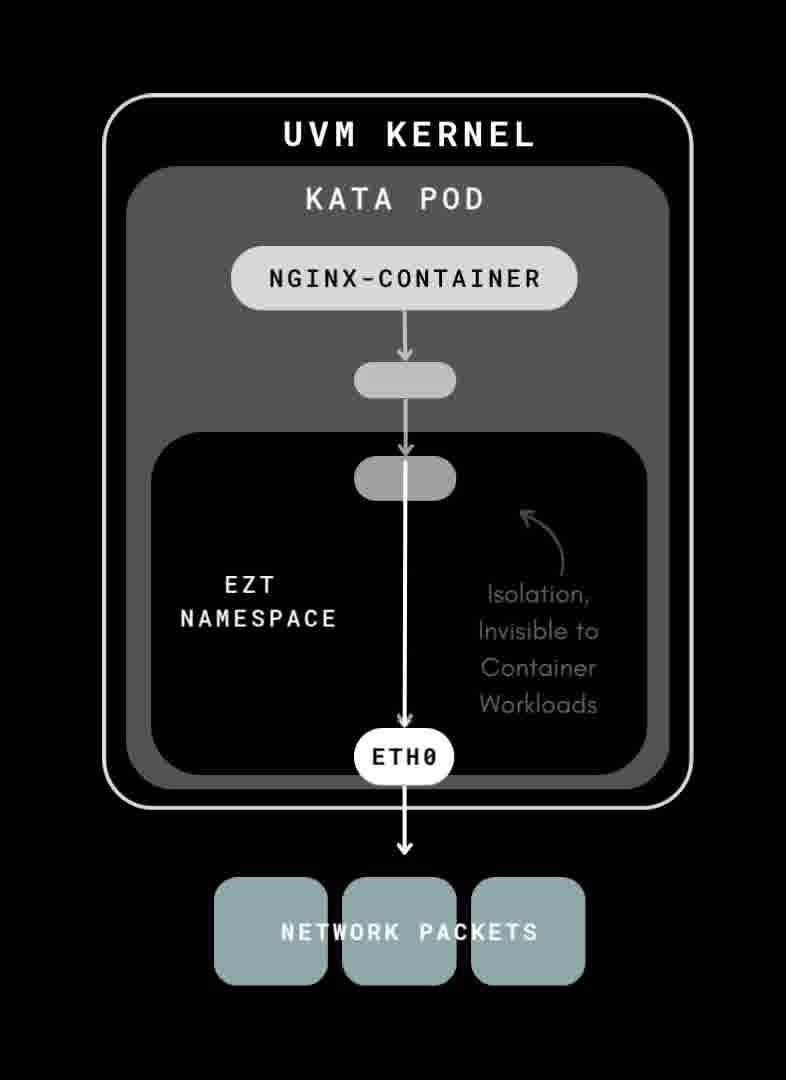 UVM KERNEL
KATA POD
NGINX-CONTAINER
EZT
NAMESPACE
Isolation,
Invisible to
Container
Workloads
ETH0
NETWORK PACKETS